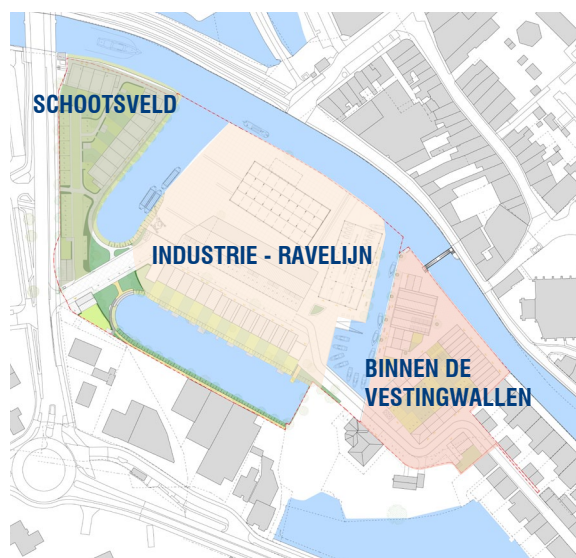 SCHOOTSVELD
INDUSTRIE - RAVELIJN
BINNEN DE
VESTINGWALLEN